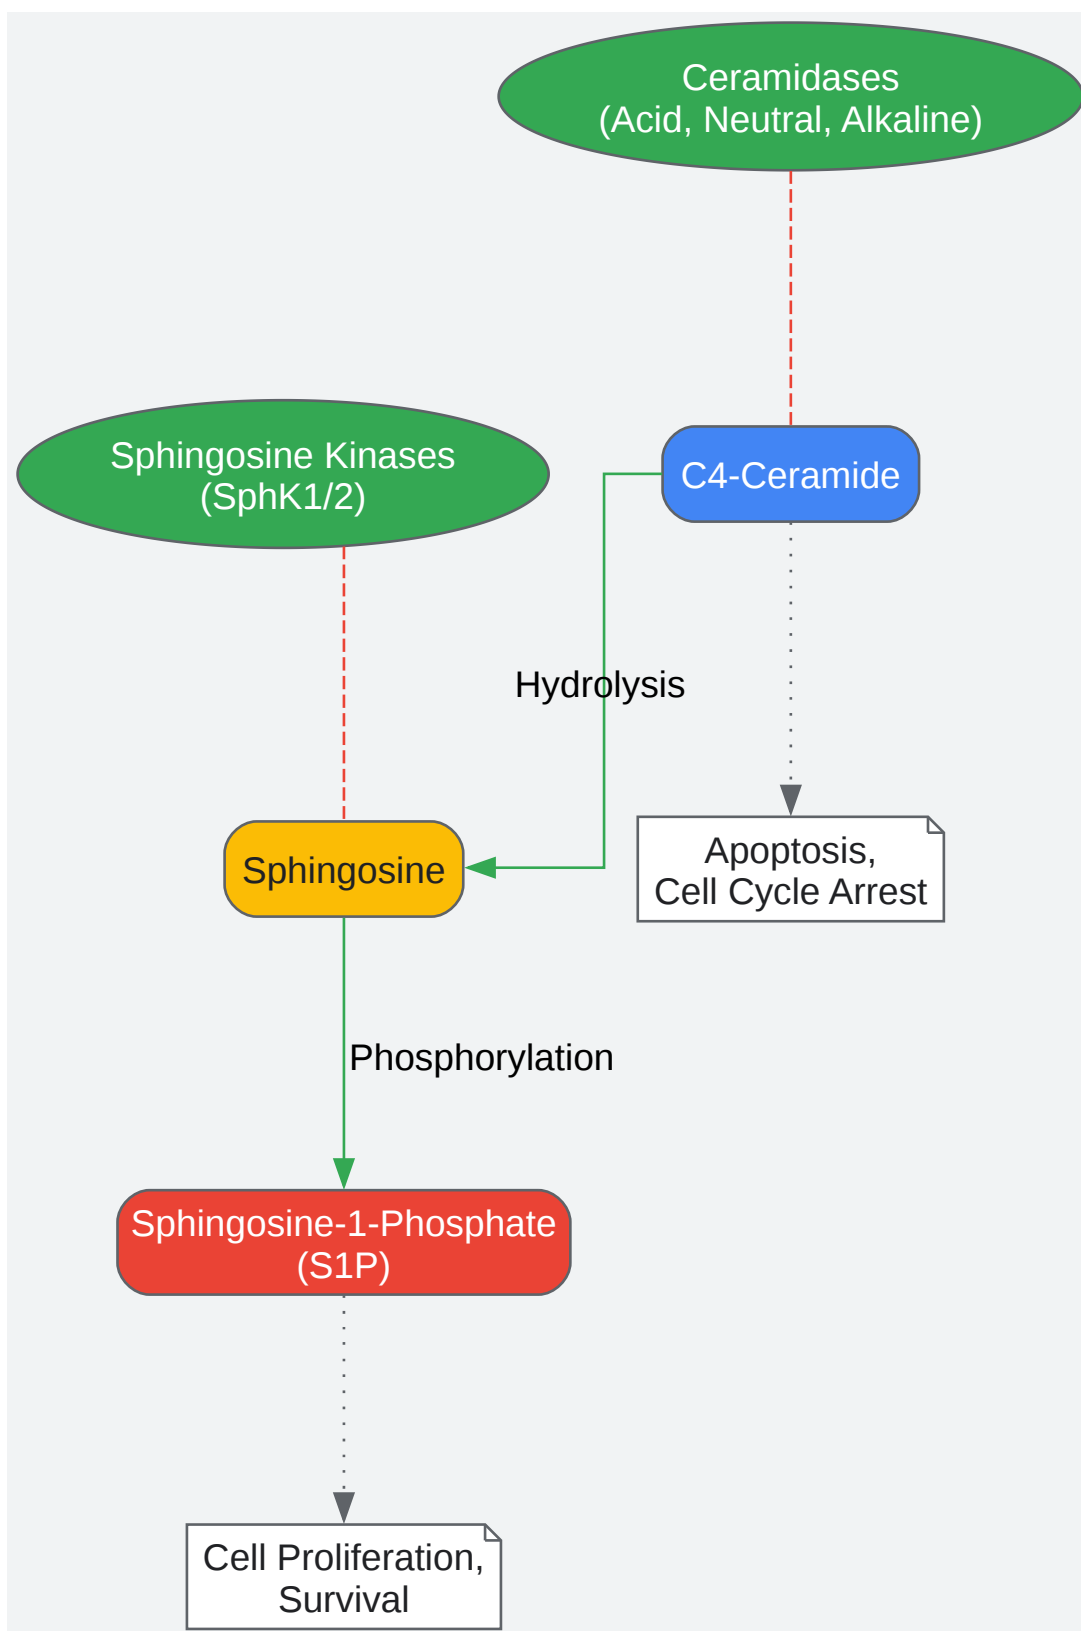 Ceramidases
(Acid, Neutral, Alkaline)
Sphingosine Kinases
(SphK1/2)
C4-Ceramide
Hydrolysis
Sphingosine
Apoptosis,
Cell Cycle Arrest
Phosphorylation
Sphingosine-1-Phosphate
(S1P)
Cell Proliferation,
Survival